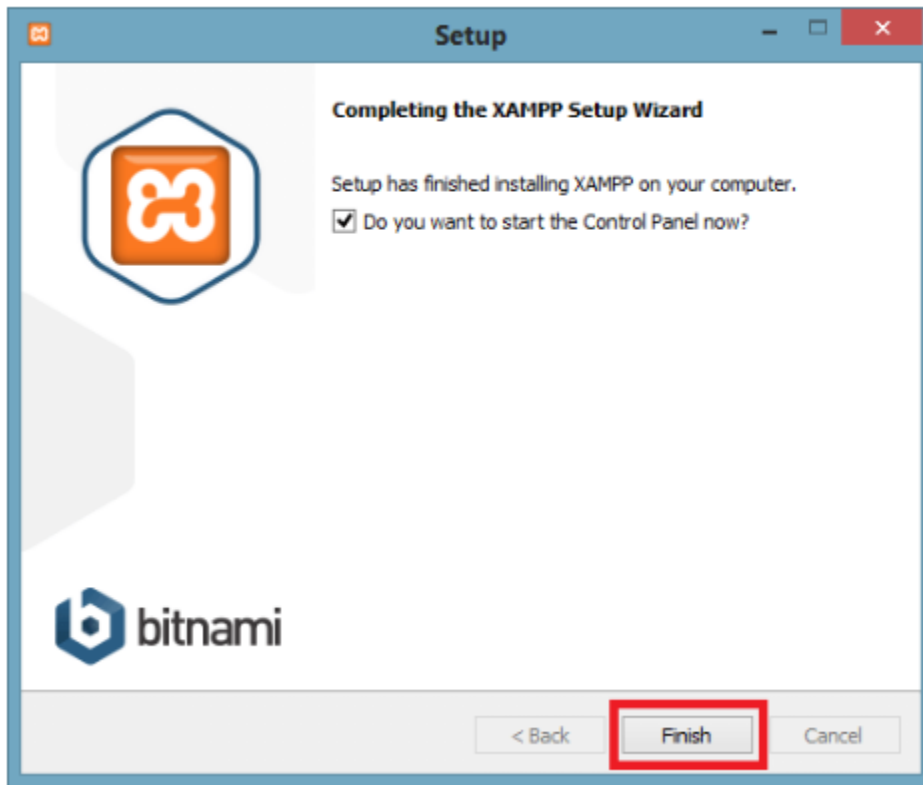 Setup
Completing the XAMPP Setup Wizard
Setup has finished installing XAMPP on your computer.
Do you want to start the Control Panel now?
bitnami
< Back Finish Cancel